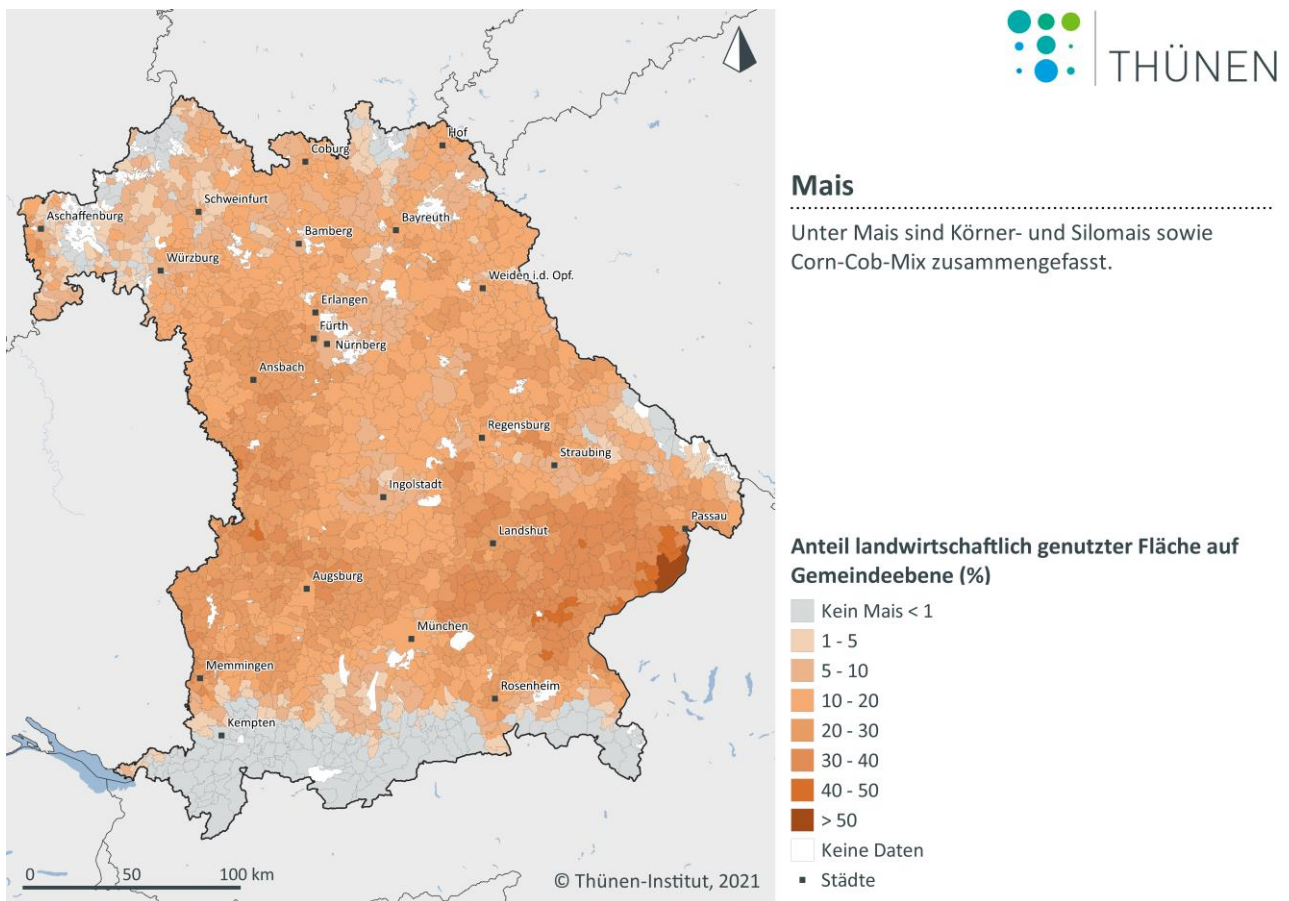 THÜNEN
Mais
Unter Mais sind Körner- und Silomais sowie
Corn-Cob-Mix zusammengefasst.
Hof
Coburg
Schweinfurt
Aschaffenburg
Bayreuth
Bamberg
Würzburg
Weiden i.d. Opf.
Erlangen
Fürth
Nürnberg
Ansbach
Regensburg
Straubing
Ingolstadt
Passau
Landshut
Augsburg
München
Memmingen
Rosenheim
Kempten
Anteil landwirtschaftlich genutzter Fläche auf
Gemeindeebene (%)
Kein Mais < 1
1 - 5
5 - 10
10 - 20
20 - 30
30 - 40
40 - 50
> 50
Keine Daten
Städte
0 50 100 km
© Thünen-Institut, 2021